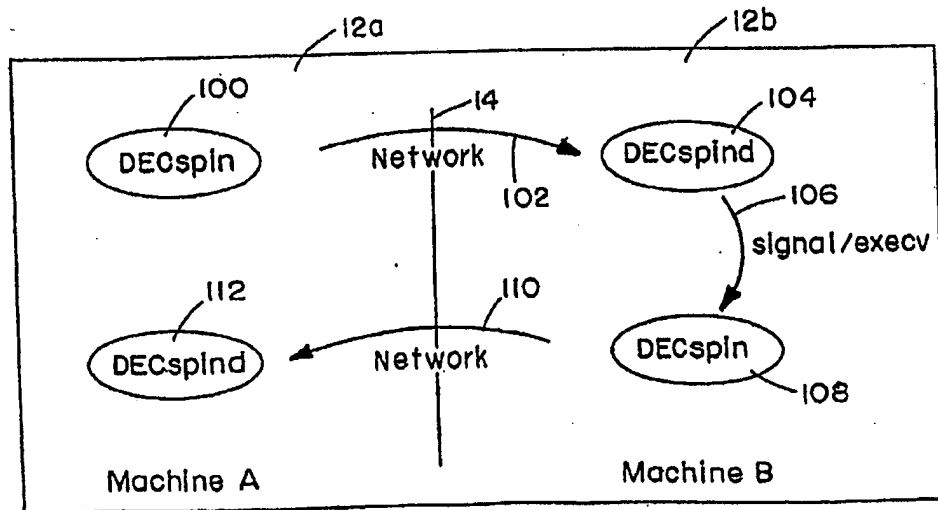 12a
12b
100
14
104
DECspin
Network
DECspind
102
106
signal/execv
112
110
DECspind
Network
DECspin
108
Machine A
Machine B